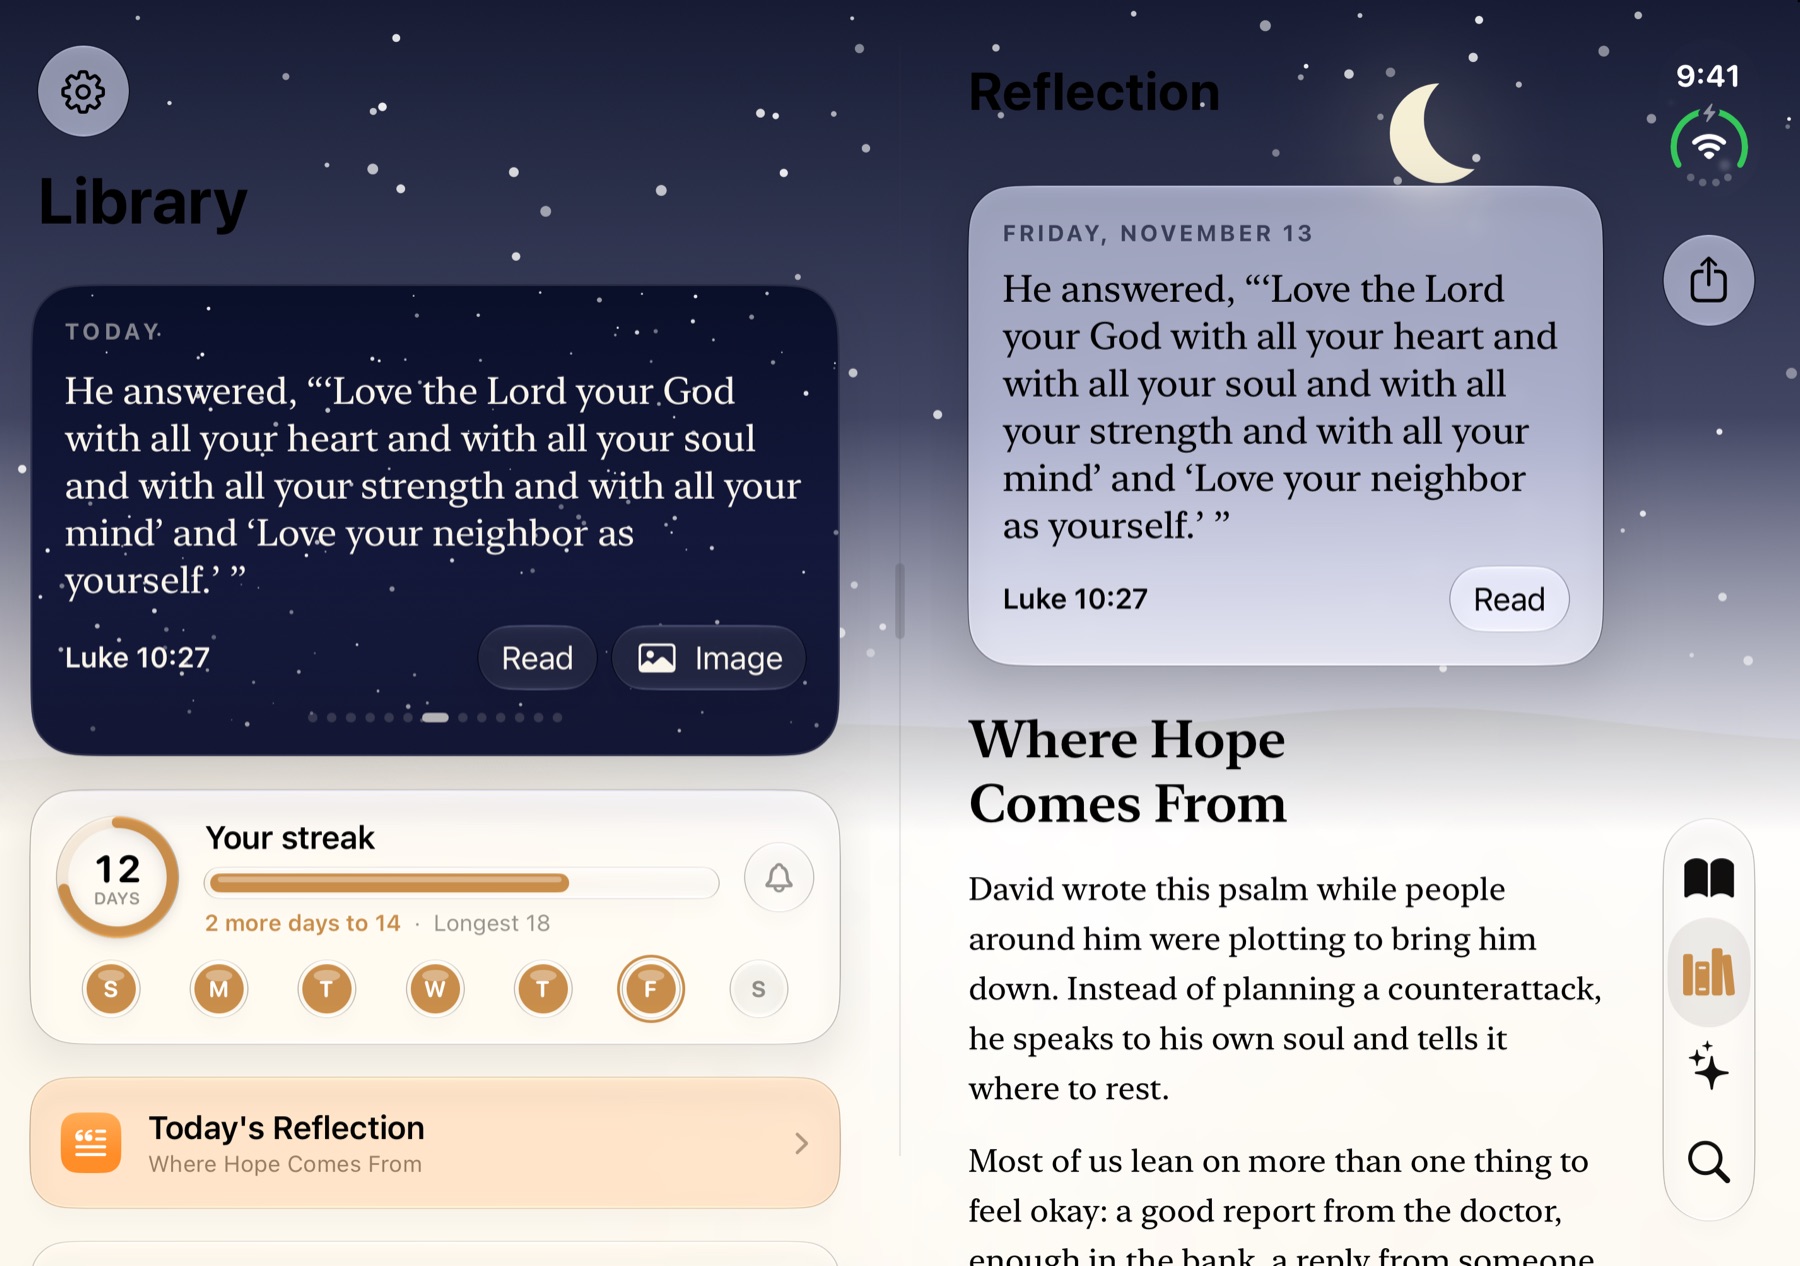 Library
TODAY
He answered, “‘Love the Lord your God
with all your heart and with all your soul
and with all your strength and with all your
mind’ and ‘Love your neighbor as
yourself.’ ”
Luke 10:27
Read
Image
12
DAYS
Your streak
2 more days to 14 · Longest 18
S M T W T F S
Today's Reflection
Where Hope Comes From
Reflection
9:41
FRIDAY, NOVEMBER 13
He answered, “‘Love the Lord
your God with all your heart and
with all your soul and with all
your strength and with all your
mind’ and ‘Love your neighbor
as yourself.’ ”
Luke 10:27
Read
Where Hope
Comes From
David wrote this psalm while people
around him were plotting to bring him
down. Instead of planning a counterattack,
he speaks to his own soul and tells it
where to rest.
Most of us lean on more than one thing to
feel okay: a good report from the doctor,
enough in the bank, a reply from someone